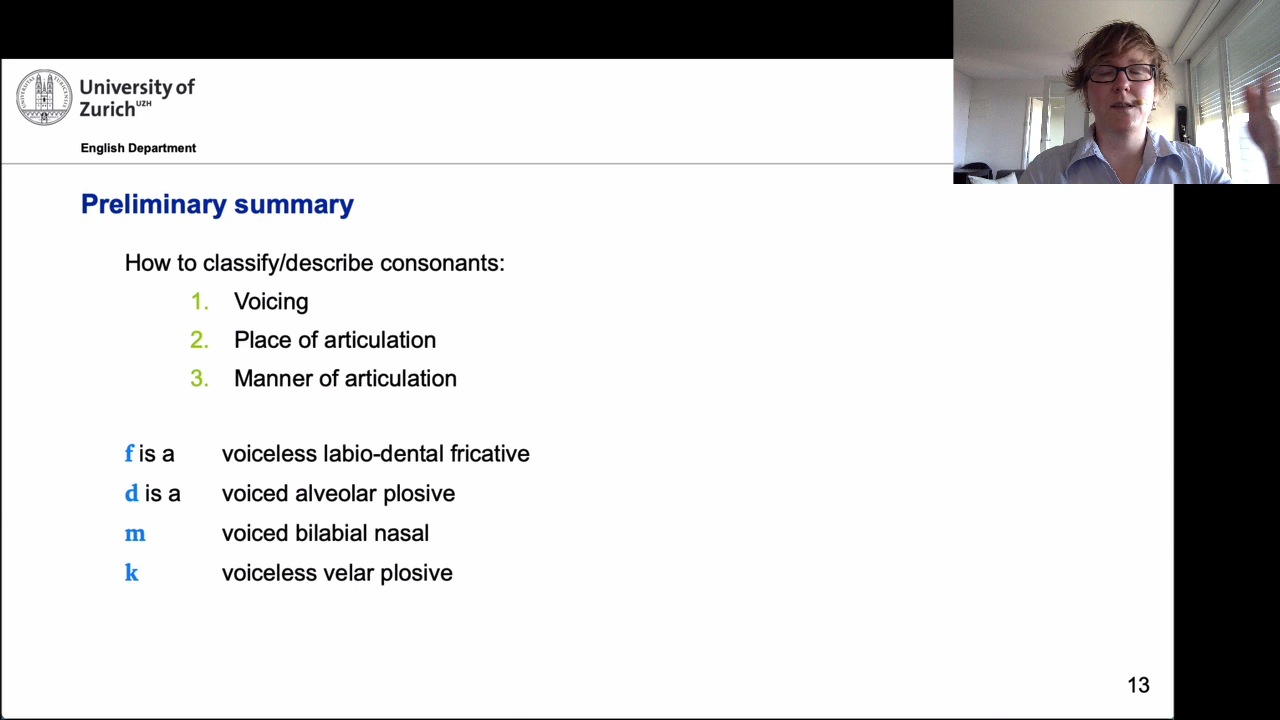 University of
Zurich UZH
English Department
Preliminary summary
How to classify/describe consonants:
1. Voicing
2. Place of articulation
3. Manner of articulation
f is a voiceless labio-dental fricative
d is a voiced alveolar plosive
m voiced bilabial nasal
k voiceless velar plosive
13